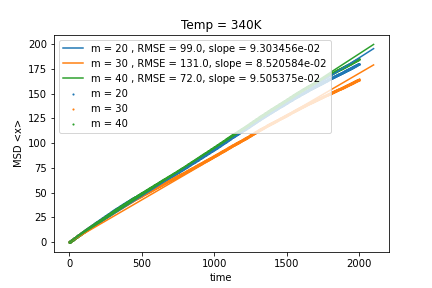 Temp = 340K
m = 20 , RMSE = 99.0, slope = 9.303456e-02
m = 30 , RMSE = 131.0, slope = 8.520584e-02
m = 40 , RMSE = 72.0, slope = 9.505375e-02
m = 20
m = 30
m = 40
MSD <x>
200
175
150
125
100
75
50
25
0
0 500 1000 1500 2000
time